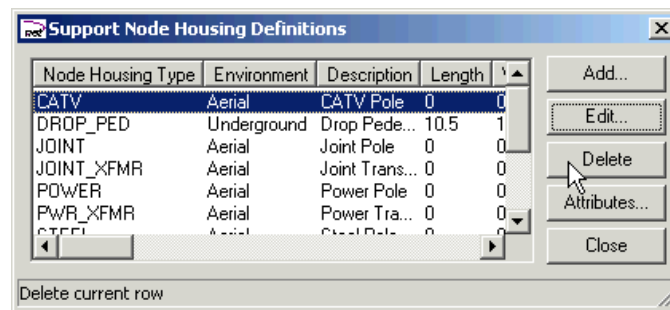 Support Node Housing Definitions
Node Housing Type Environment Description Length
CATV Aerial CATV Pole 0 0
DROP_PED Underground Drop Pede... 10.5 1
JOINT Aerial Joint Pole 0 0
JOINT_XFMR Aerial Joint Trans... 0 0
POWER Aerial Power Pole 0 0
PWR_XFMR Aerial Power Tra... 0 0
Add...
Edit...
Delete
Attributes...
Close
Delete current row